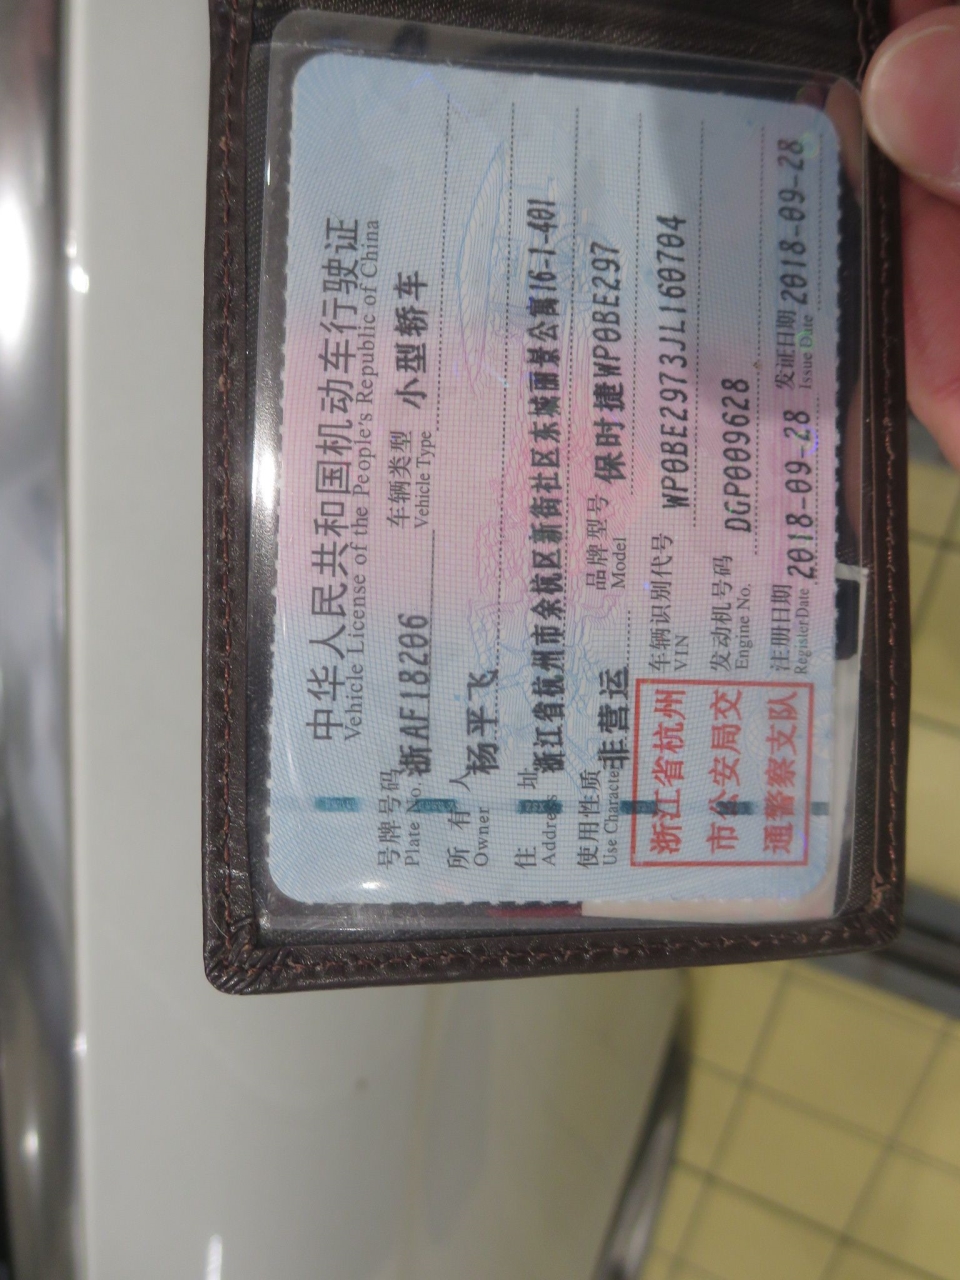 中华人民共和国机动车行驶证
Vehicle License of the People's Republic of China
号牌号码 浙AF18206 车辆类型 小型轿车
Plate No. Vehicle Type
所有人 杨平飞
Owner
住址 浙江省杭州市余杭区新街社区东城丽景公寓16-1-401
Address
使用性质 非营运 品牌型号 保时捷WP0BE297
Use Character Model
车辆识别代号 WP0BE2973JL160704
VIN
发动机号码 DGP009628
Engine No.
注册日期 2018-09-28 发证日期 2018-09-28
Register Date Issue Date
浙江省杭州
市公安局交
通警察支队